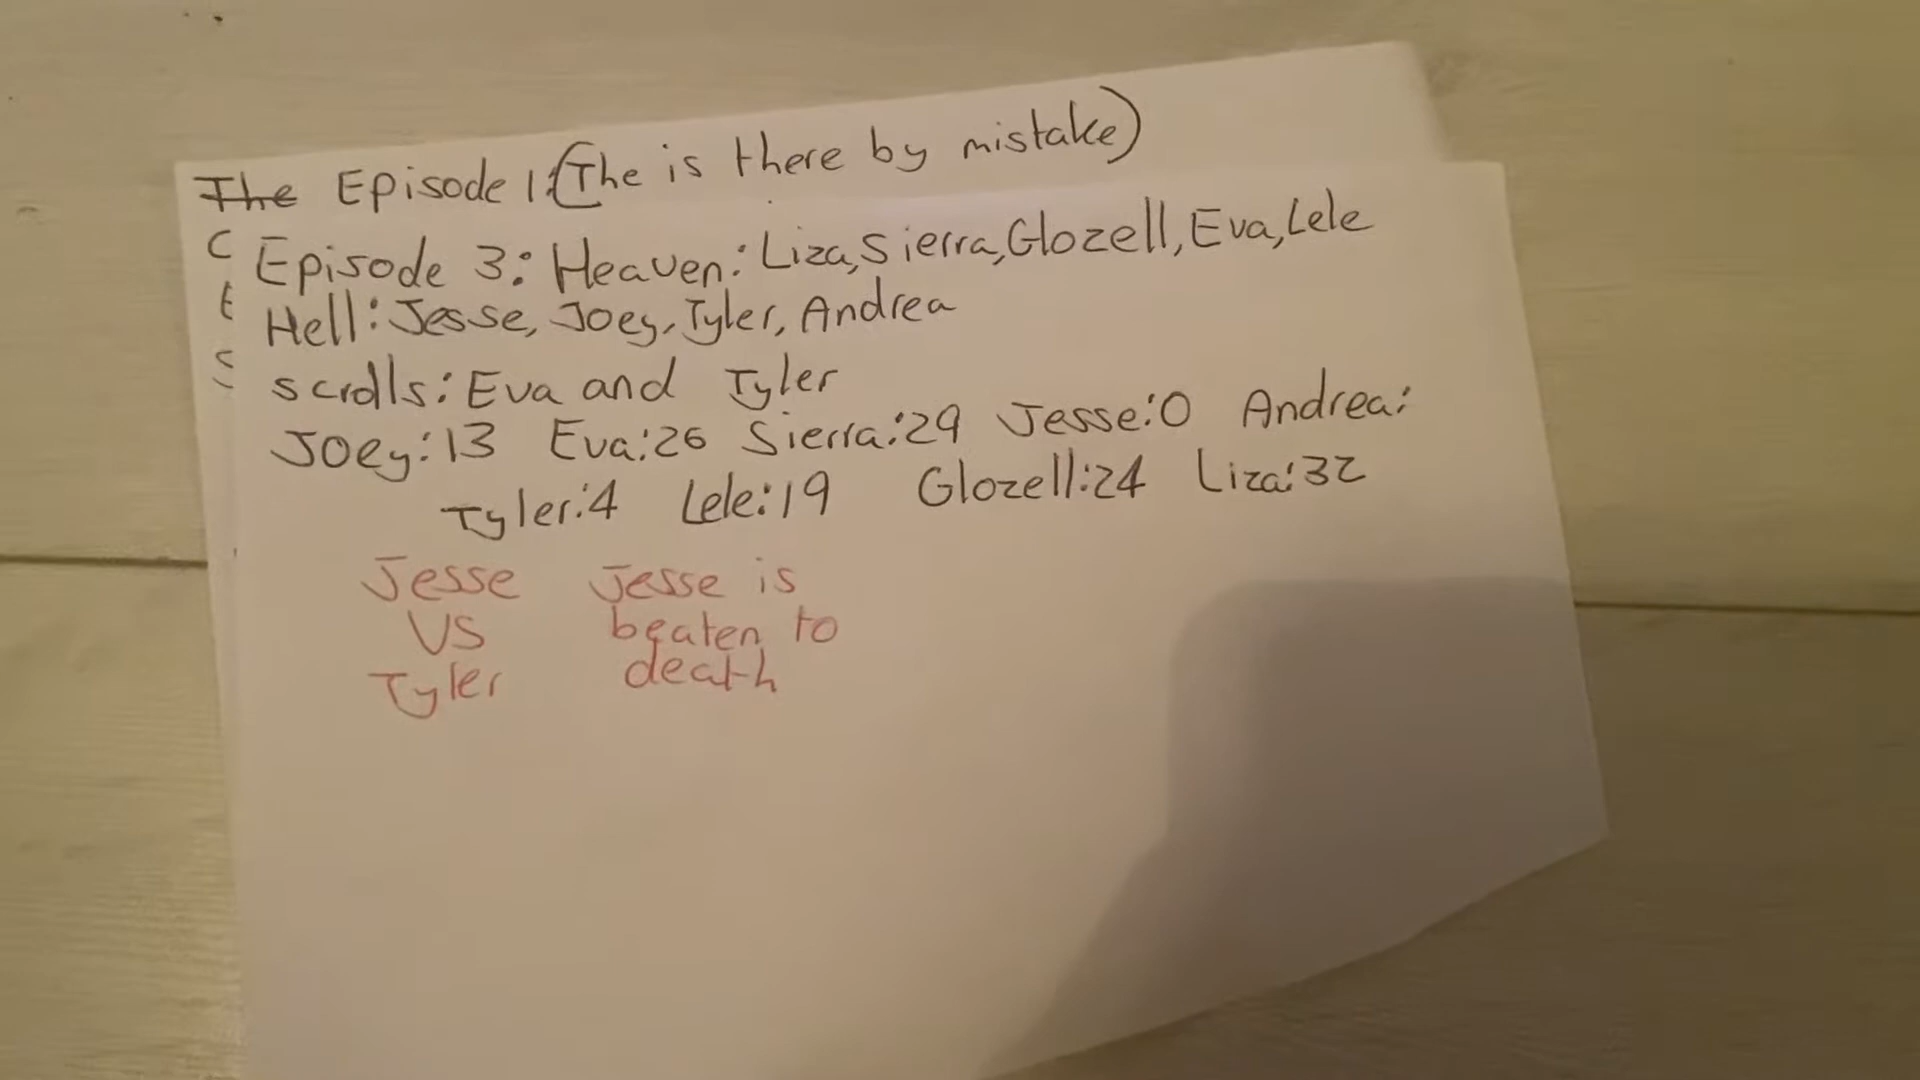 The Episode 1:(The is there by mistake)
Episode 3: Heaven: Liza, Sierra, Glozell, Eva, Lele
Hell: Jesse, Joey, Tyler, Andrea
scrolls: Eva and Tyler
Joey:13 Eva:26 Sierra:29 Jesse:0 Andrea:
Tyler:4 Lele:19 Glozell:24 Liza:32
Jesse
VS
Tyler
Jesse is
beaten to
death